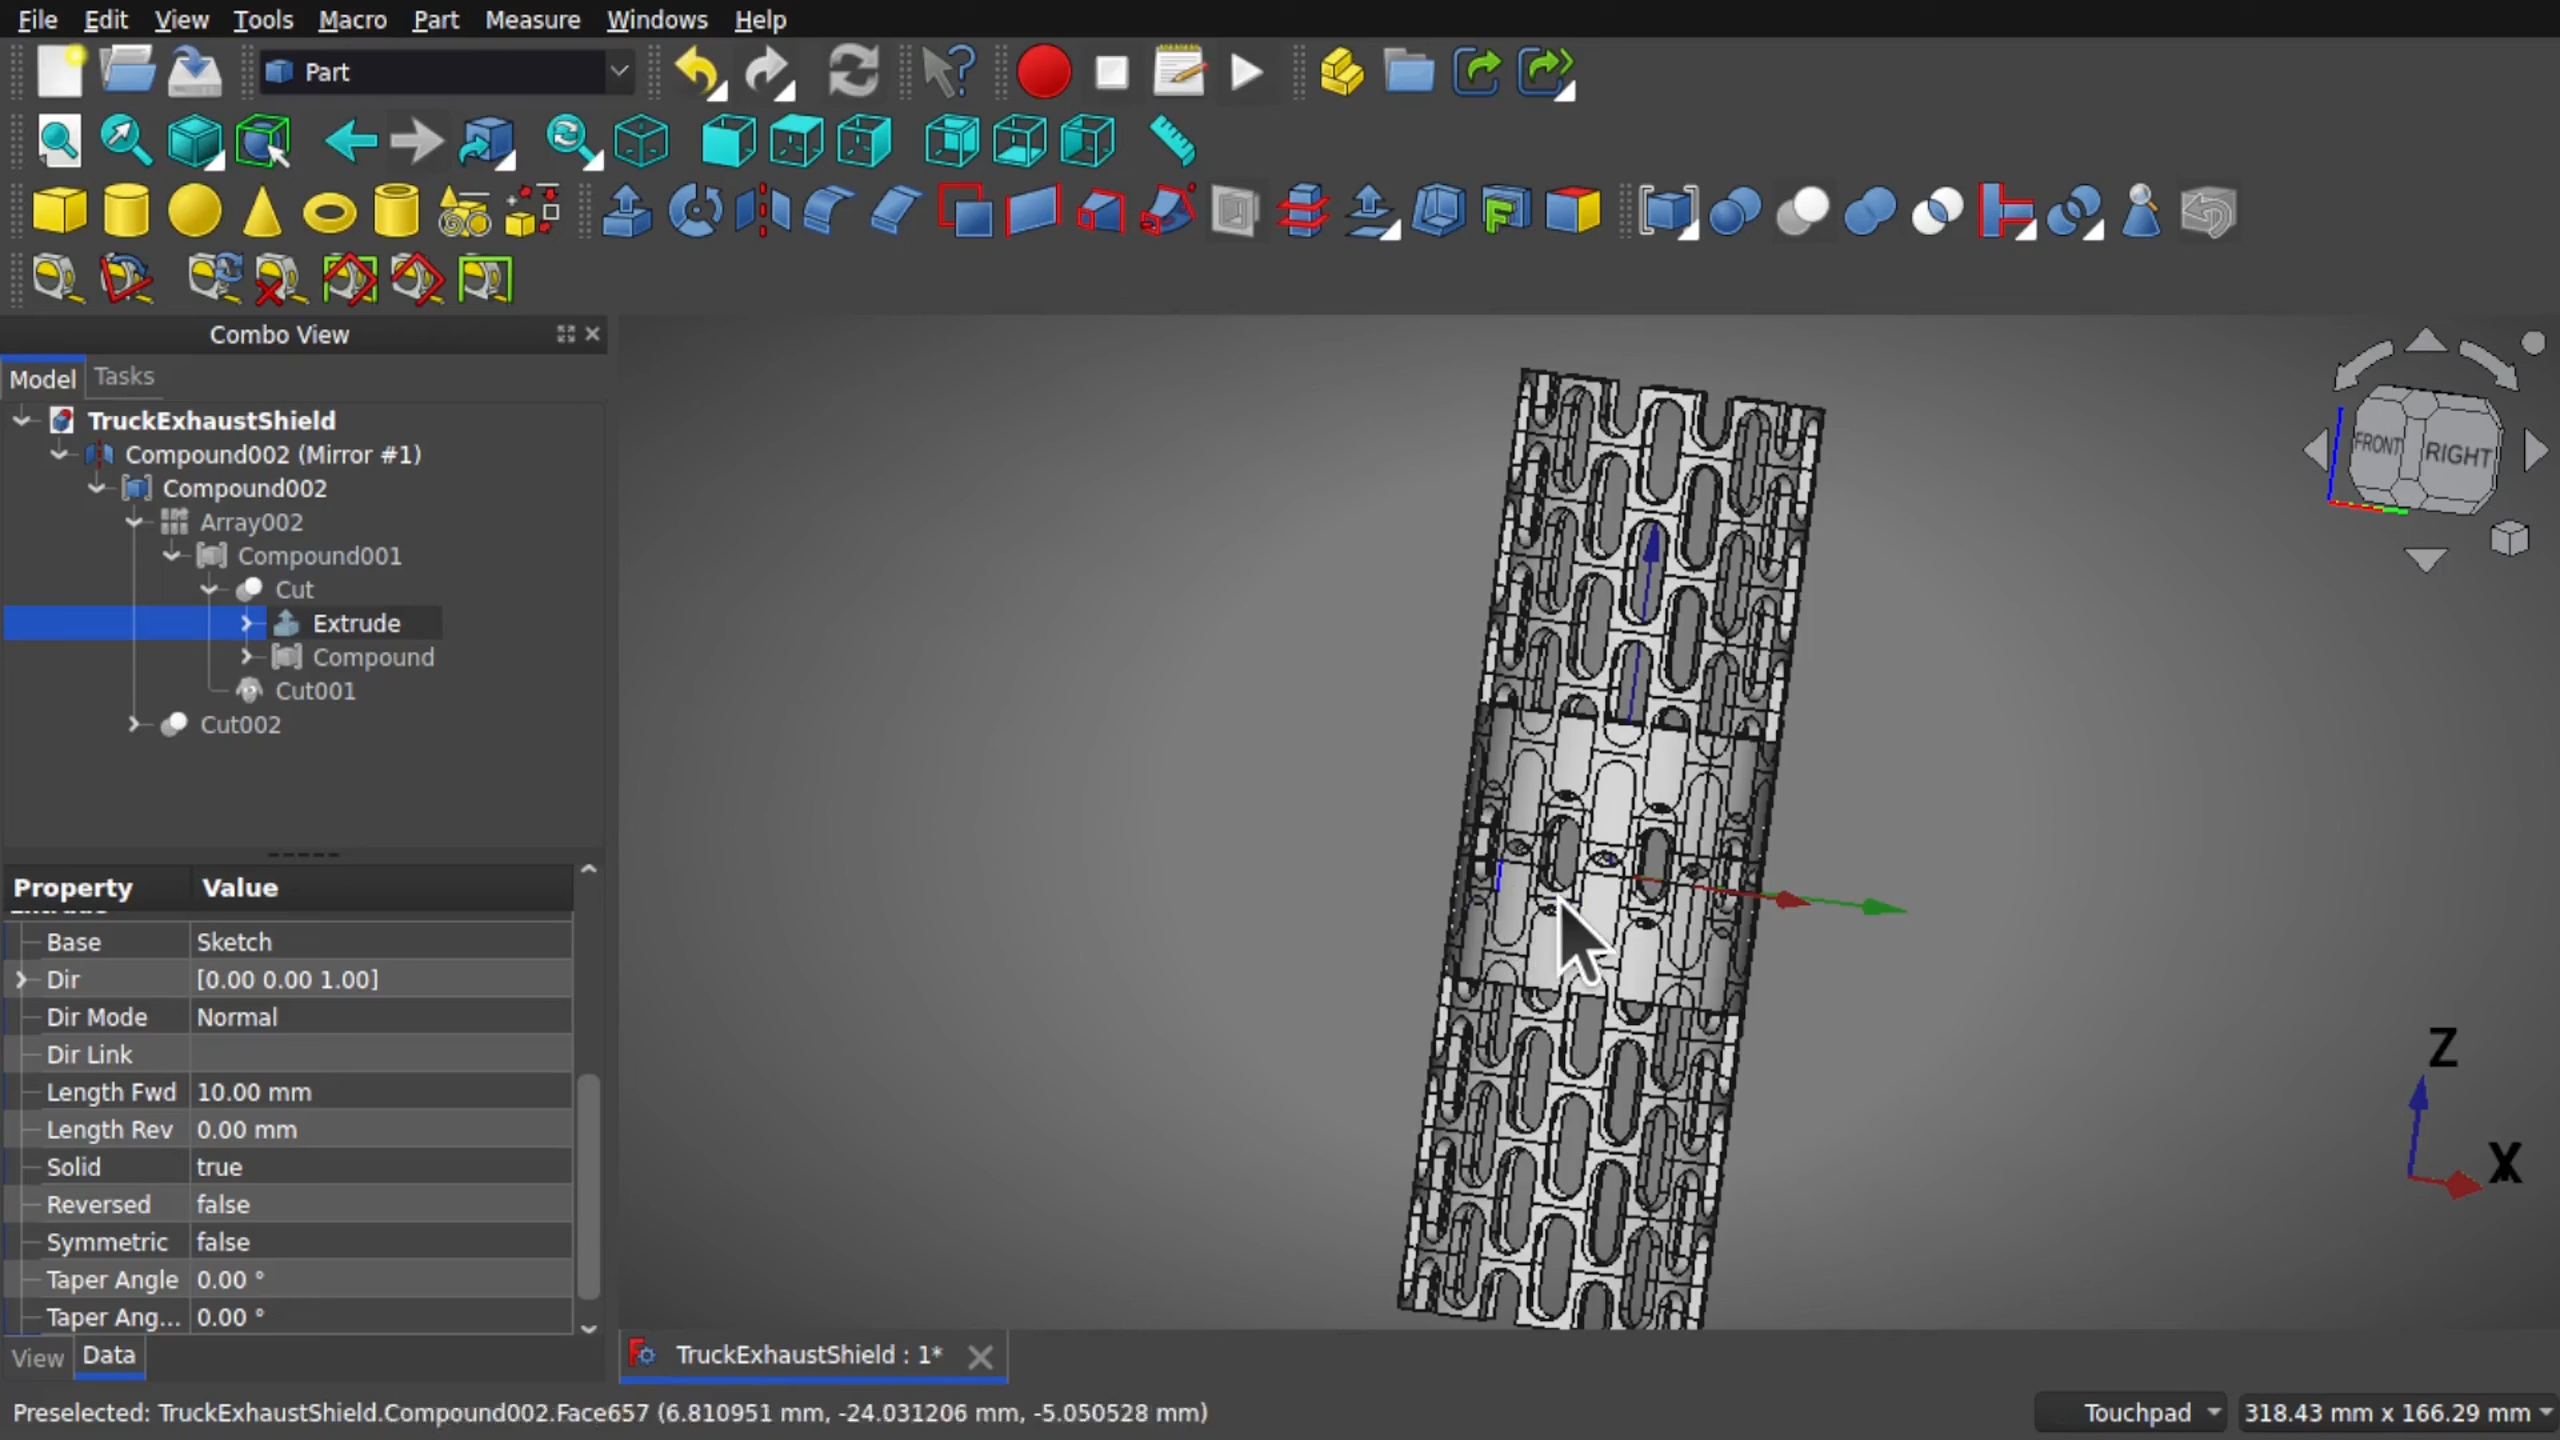 File Edit View Tools Macro Part Measure Windows Help
Part
Combo View
Model Tasks
TruckExhaustShield
Compound002 (Mirror #1)
Compound002
Array002
Compound001
Cut
Extrude
Compound
Cut001
Cut002
Property Value
Base Sketch
Dir [0.00 0.00 1.00]
Dir Mode Normal
Dir Link
Length Fwd 10.00 mm
Length Rev 0.00 mm
Solid true
Reversed false
Symmetric false
Taper Angle 0.00 °
Taper Ang... 0.00 °
View Data
FRONT RIGHT
Z
X
TruckExhaustShield : 1*
Preselected: TruckExhaustShield.Compound002.Face657 (6.810951 mm, -24.031206 mm, -5.050528 mm)
Touchpad 318.43 mm x 166.29 mm